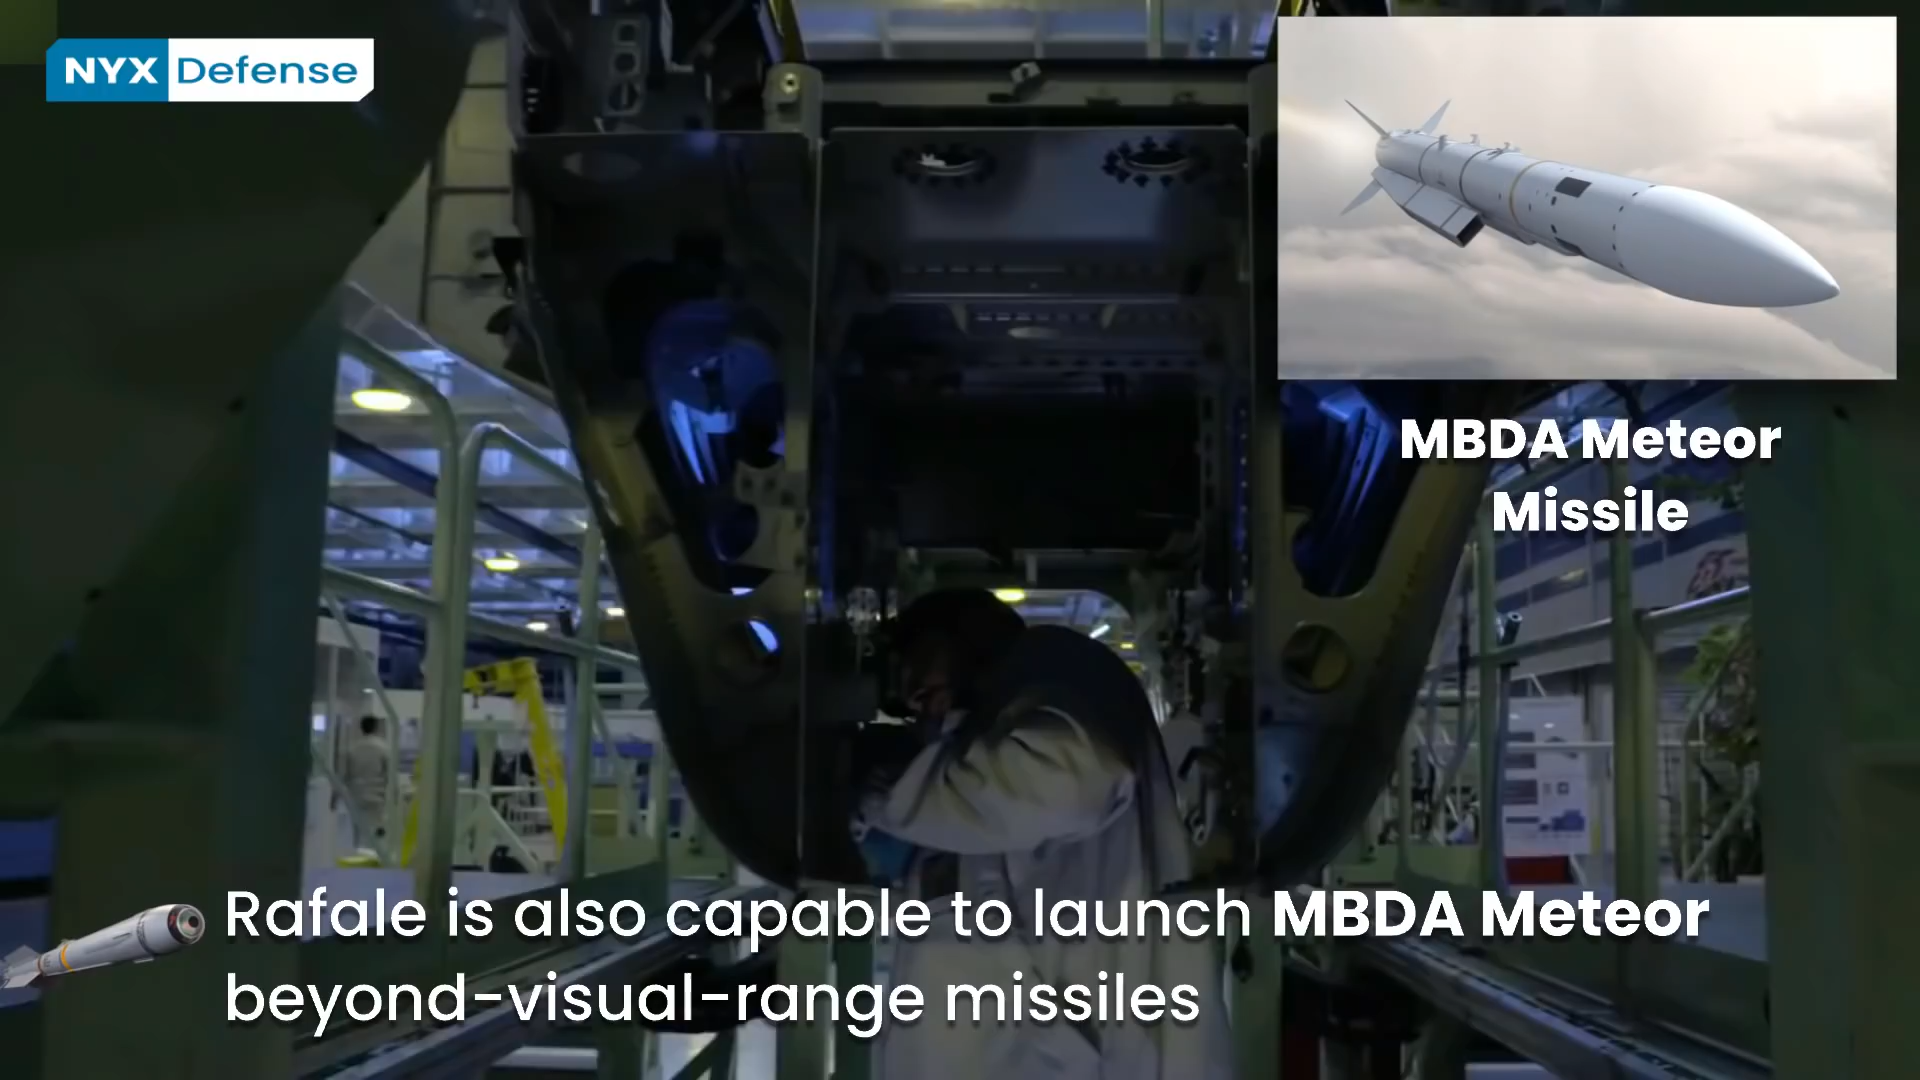 NYX Defense
MBDA Meteor
Missile
Rafale is also capable to launch MBDA Meteor
beyond-visual-range missiles